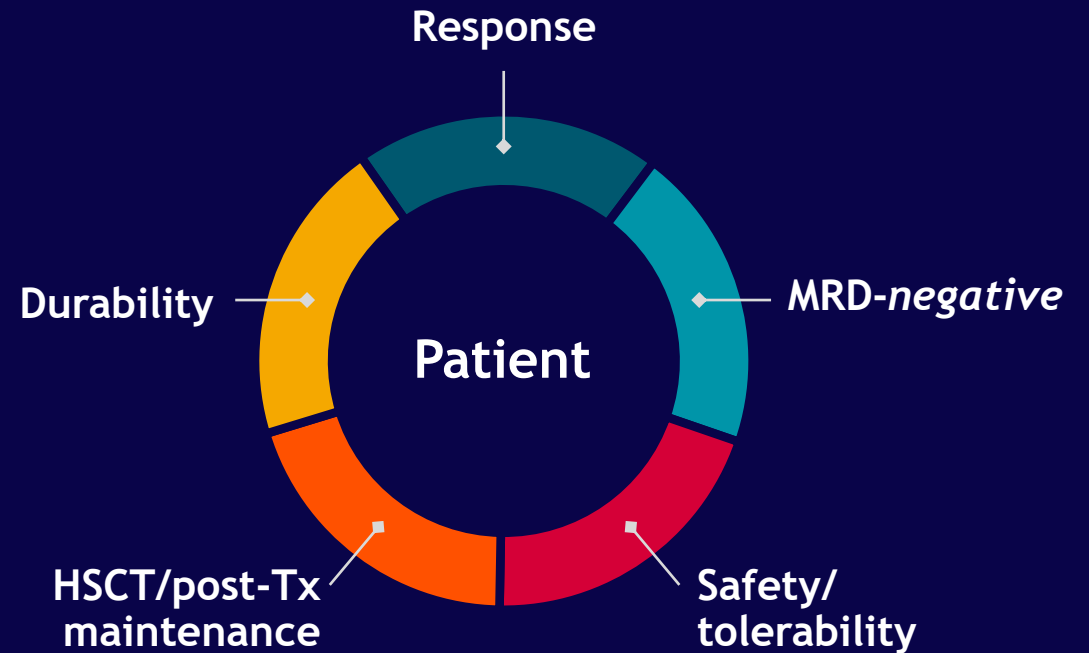 Response
Durability
MRD-negative
Patient
HSCT/post-Tx
maintenance
Safety/
tolerability